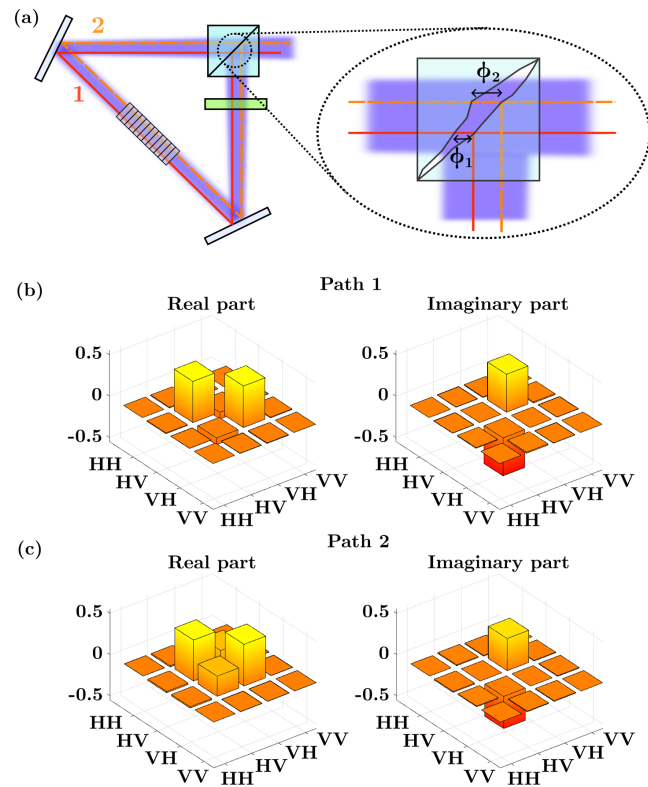 (a)
2
1
ϕ2
ϕ1
(b)
Path 1
Real part
Imaginary part
0.5
0
-0.5
HH
HV
VH
VV
HH
HV
VH
VV
0.5
0
-0.5
HH
HV
VH
VV
HH
HV
VH
VV
(c)
Path 2
Real part
Imaginary part
0.5
0
-0.5
HH
HV
VH
VV
HH
HV
VH
VV
0.5
0
-0.5
HH
HV
VH
VV
HH
HV
VH
VV